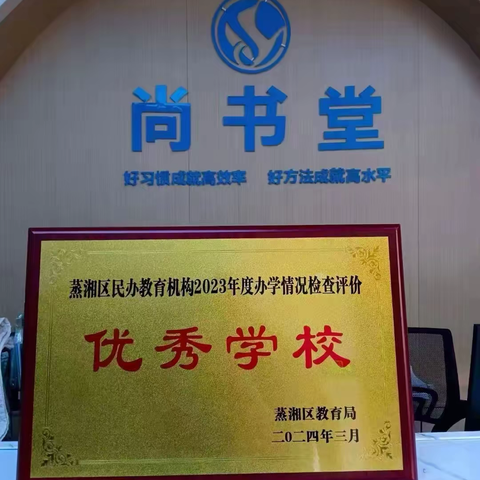 尚书堂
好习惯成就高效率 好方法成就高水平
蒸湘区民办教育机构2023年度办学情况检查评价
优秀学校
蒸湘区教育局
二〇二四年三月